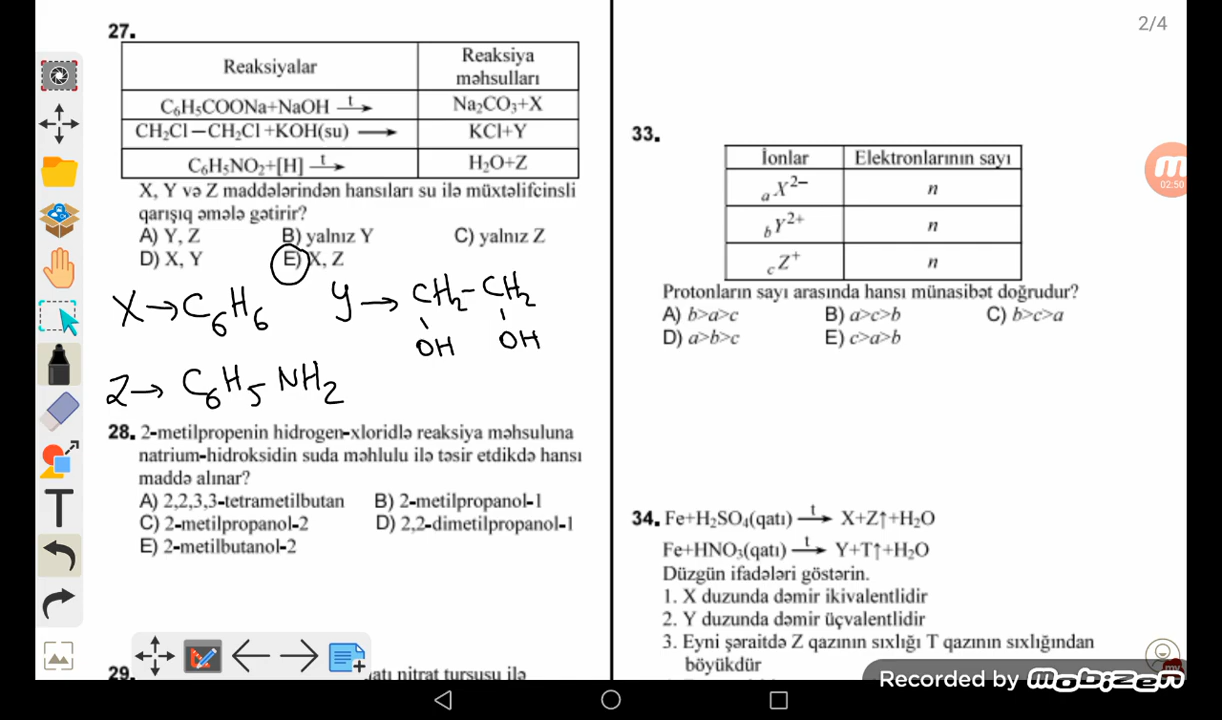 2/4
27.
Reaksiyalar
Reaksiya
məhsulları
C₆H₅COONa+NaOH —t→
Na₂CO₃+X
CH₂Cl—CH₂Cl+KOH(su) ⟶
KCl+Y
C₆H₅NO₂+[H] —t→
H₂O+Z
X, Y və Z maddələrindən hansıları su ilə müxtəlifcinsli
qarışıq əmələ gətirir?
A) Y, Z B) yalnız Y C) yalnız Z
D) X, Y E) X, Z
X→C₆H₆ Y→ CH₂-CH₂
OH OH
Z→ C₆H₅NH₂
28. 2-metilpropenin hidrogen-xloridlə reaksiya məhsuluna
natrium-hidroksidin suda məhlulu ilə təsir etdikdə hansı
maddə alınar?
A) 2,2,3,3-tetrametilbutan B) 2-metilpropanol-1
C) 2-metilpropanol-2 D) 2,2-dimetilpropanol-1
E) 2-metilbutanol-2
29. atı nitrat turşusu ilə
33.
İonlar Elektronlarının sayı
ₐX²⁻ n
bY²⁺ n
cZ⁺ n
Protonların sayı arasında hansı münasibət doğrudur?
A) b>a>c B) a>c>b C) b>c>a
D) a>b>c E) c>a>b
34. Fe+H₂SO₄(qatı) —t→ X+Z↑+H₂O
Fe+HNO₃(qatı) —t→ Y+T↑+H₂O
Düzgün ifadələri göstərin.
1. X duzunda dəmir ikivalentlidir
2. Y duzunda dəmir üçvalentlidir
3. Eyni şəraitdə Z qazının sıxlığı T qazının sıxlığından
böyükdür
02:50
T
Recorded by mobizen